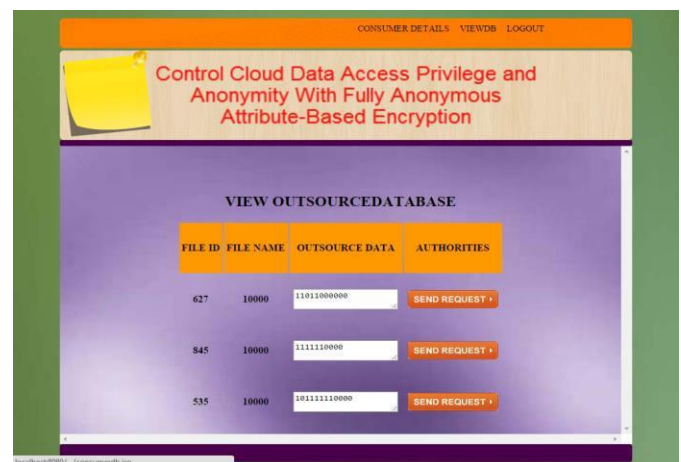 CONSUMER DETAILS VIEWDB LOGOUT
Control Cloud Data Access Privilege and
Anonymity With Fully Anonymous
Attribute-Based Encryption
VIEW OUTSOURCEDATABASE
FILE ID FILE NAME OUTSOURCE DATA AUTHORITIES
627 10000 11011000000 SEND REQUEST
845 10000 1111110000 SEND REQUEST
535 10000 101111110000 SEND REQUEST